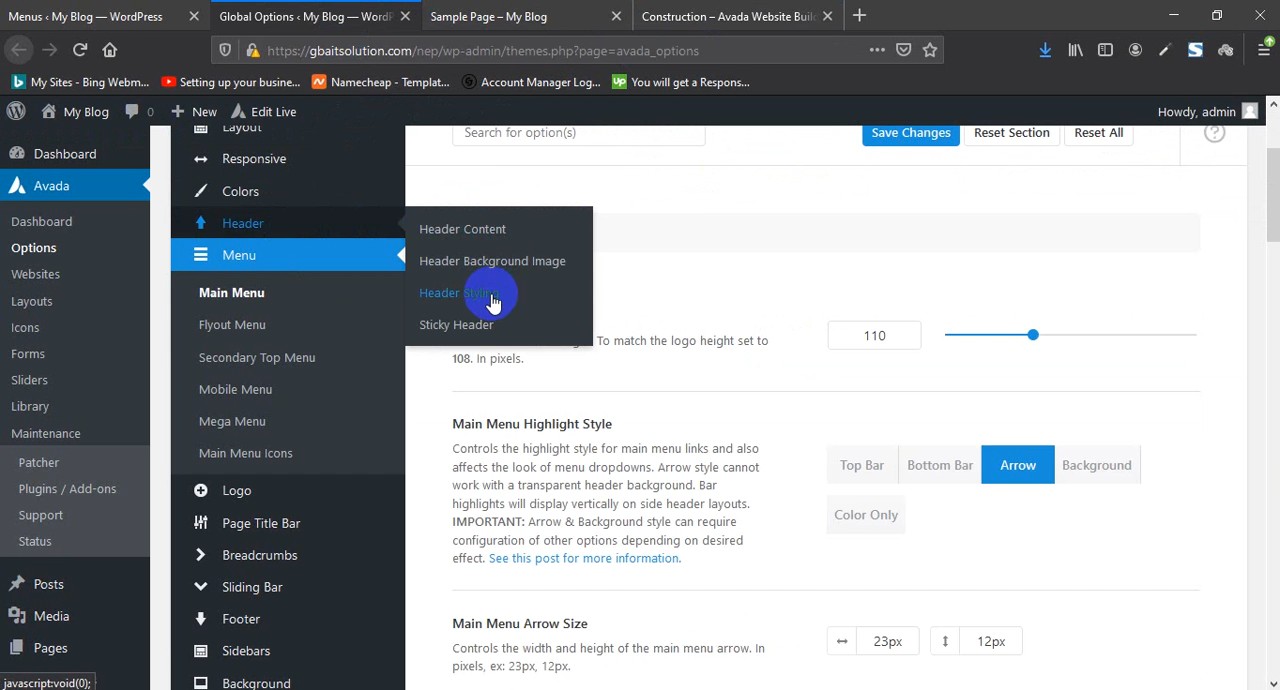 Menus ‹ My Blog — WordPress
Global Options ‹ My Blog — WordP
Sample Page – My Blog
Construction – Avada Website Buil
https://gbaitsolution.com/nep/wp-admin/themes.php?page=avada_options
My Sites - Bing Webm...
Setting up your busine...
Namecheap - Templat...
Account Manager Log...
up
You will get a Respons...
My Blog
0
New
Edit Live
Howdy, admin
Dashboard
Avada
Dashboard
Options
Websites
Layouts
Icons
Forms
Sliders
Library
Maintenance
Patcher
Plugins / Add-ons
Support
Status
Posts
Media
Pages
javascript:void(0);
Layout
Responsive
Colors
Header
Menu
Main Menu
Flyout Menu
Secondary Top Menu
Mobile Menu
Mega Menu
Main Menu Icons
Logo
Page Title Bar
Breadcrumbs
Sliding Bar
Footer
Sidebars
Background
Header Content
Header Background Image
Header Styling
Sticky Header
Search for option(s)
Save Changes
Reset Section
Reset All
To match the logo height set to
108. In pixels.
110
Main Menu Highlight Style
Controls the highlight style for main menu links and also
affects the look of menu dropdowns. Arrow style cannot
work with a transparent header background. Bar
highlights will display vertically on side header layouts.
IMPORTANT: Arrow & Background style can require
configuration of other options depending on desired
effect. See this post for more information.
Top Bar
Bottom Bar
Arrow
Background
Color Only
Main Menu Arrow Size
Controls the width and height of the main menu arrow. In
pixels, ex: 23px, 12px.
23px
12px